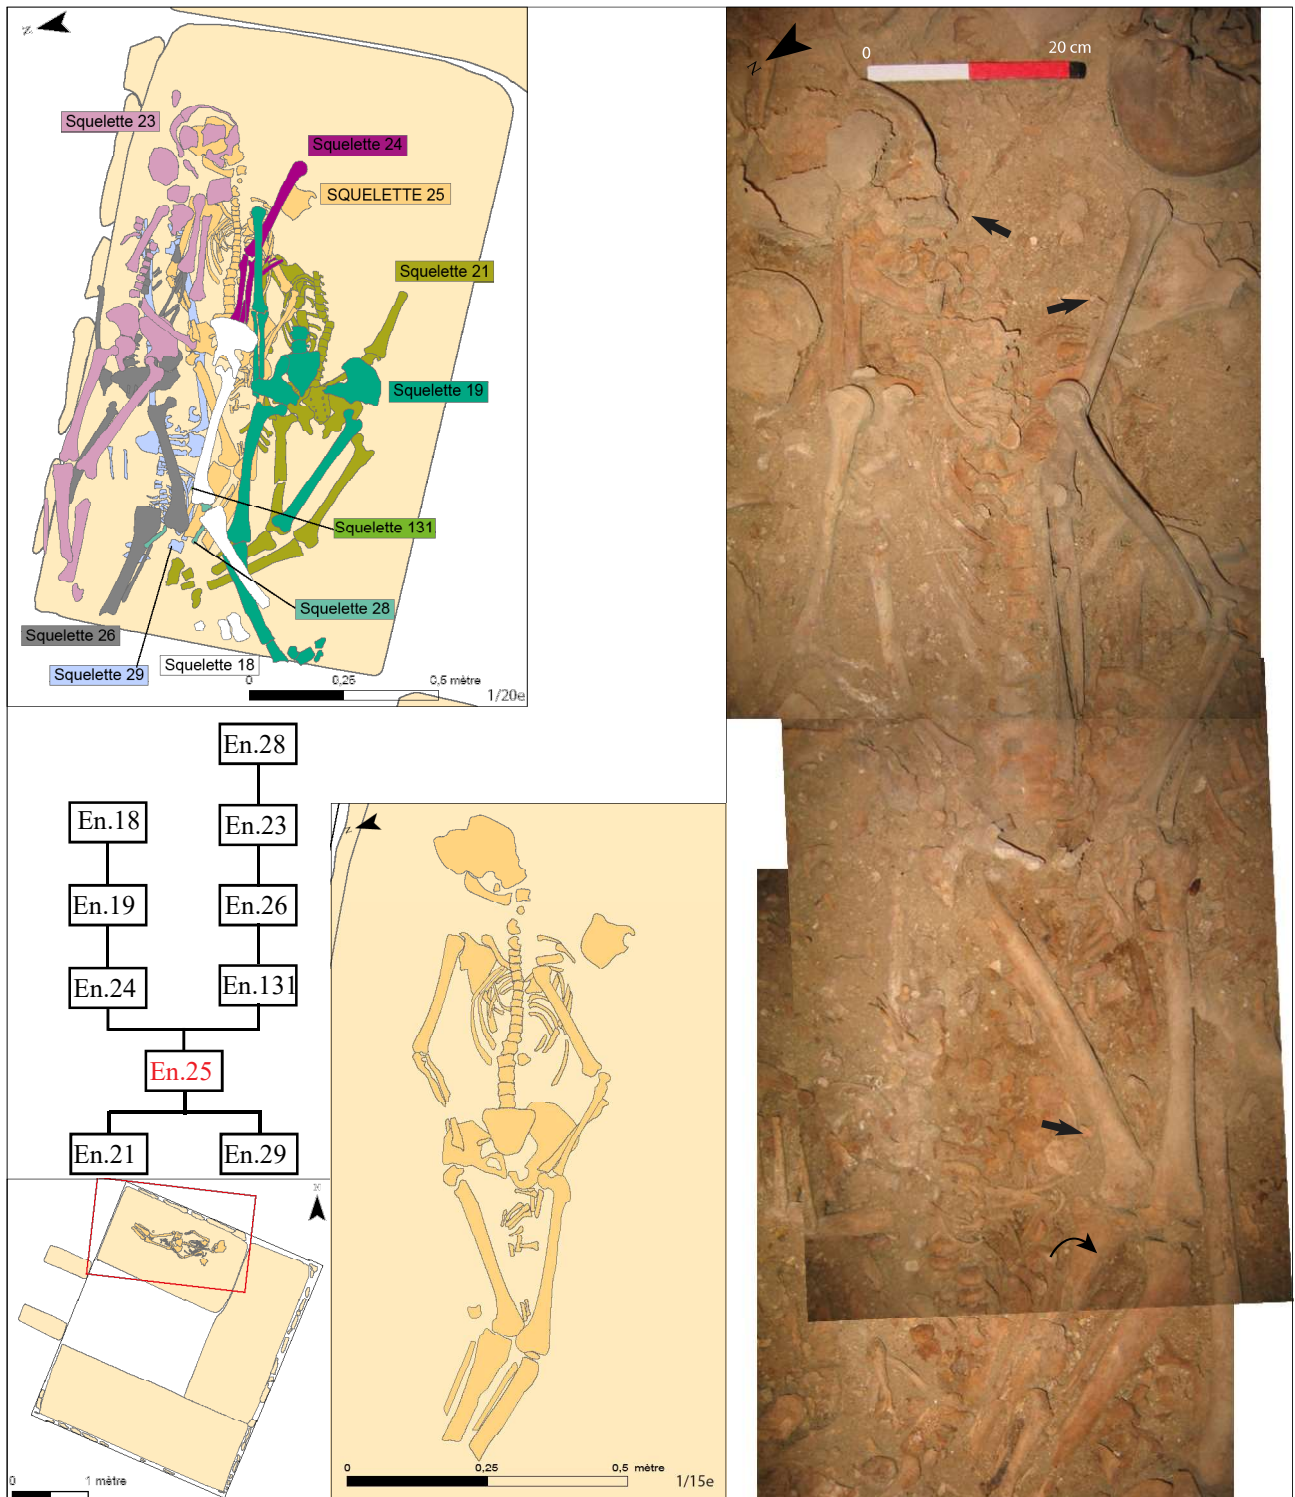 N
Squelette 23
Squelette 24
SQUELETTE 25
Squelette 21
Squelette 19
Squelette 131
Squelette 28
Squelette 26
Squelette 29
Squelette 18
0 0,25 0,5 mètre
1/20e
En.28
En.18
En.23
En.19
En.26
En.24
En.131
En.25
En.21
En.29
0 1 mètre
N
0 0,25 0,5 mètre
1/15e
N
0 20 cm